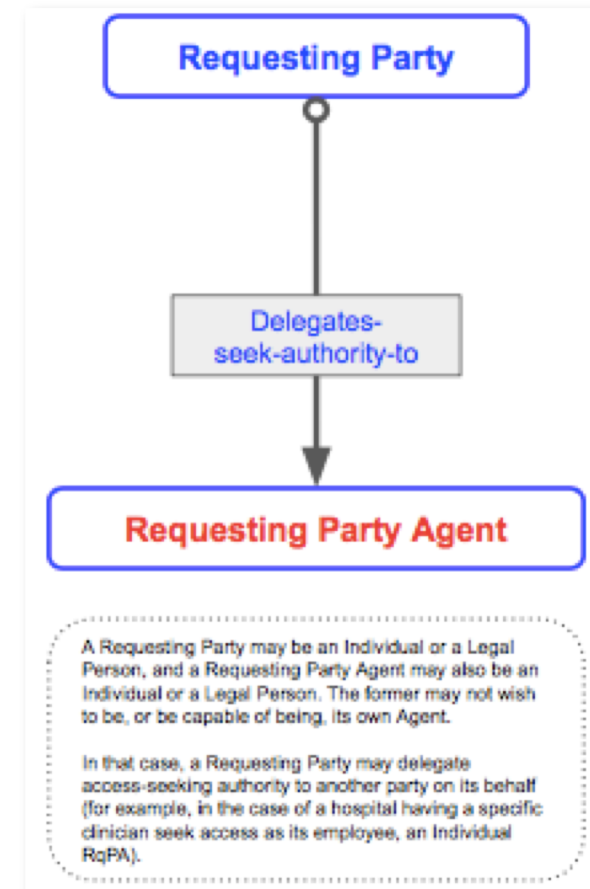 Requesting Party
Delegates-
seek-authority-to
Requesting Party Agent
A Requesting Party may be an Individual or a Legal
Person, and a Requesting Party Agent may also be an
Individual or a Legal Person. The former may not wish
to be, or be capable of being, its own Agent.
In that case, a Requesting Party may delegate
access-seeking authority to another party on its behalf
(for example, in the case of a hospital having a specific
clinician seek access as its employee, an Individual
RqPA).